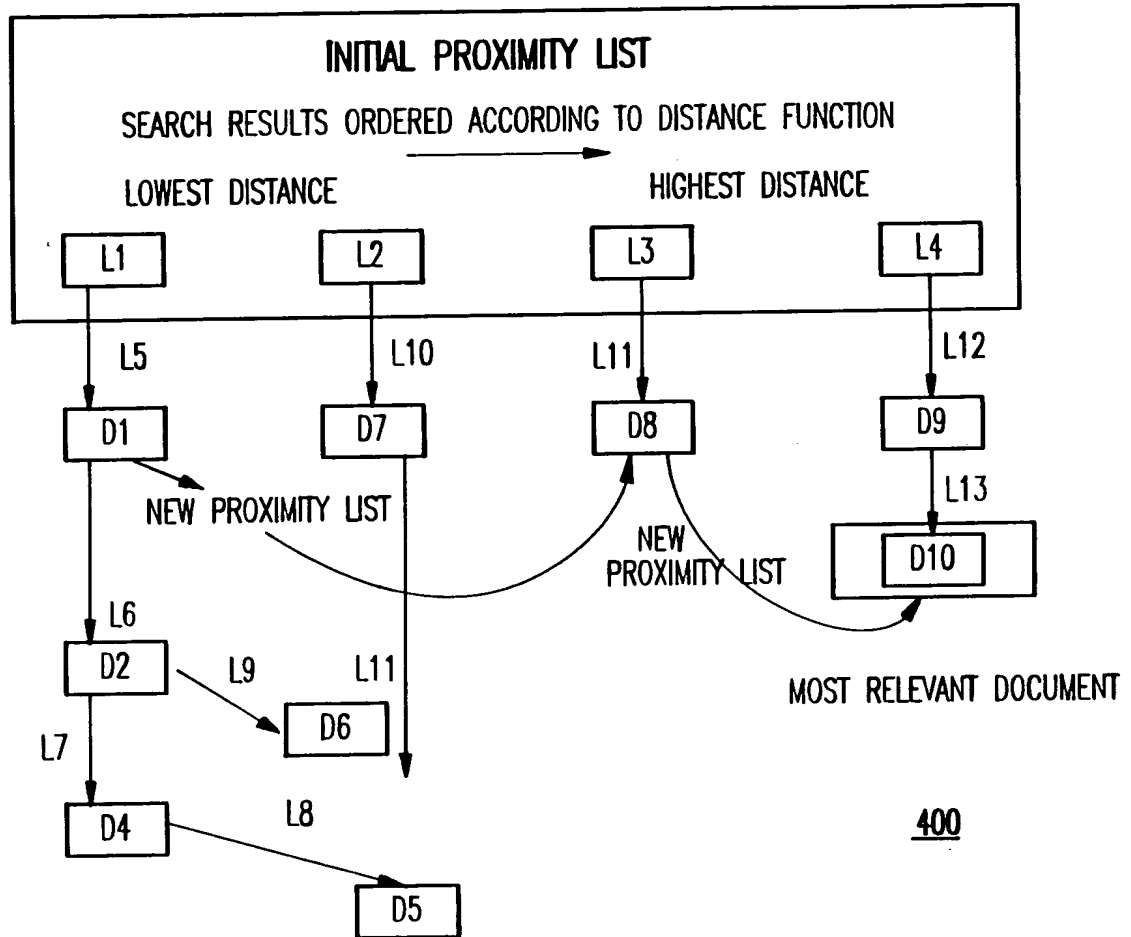 INITIAL PROXIMITY LIST
SEARCH RESULTS ORDERED ACCORDING TO DISTANCE FUNCTION
LOWEST DISTANCE
HIGHEST DISTANCE
L1
L2
L3
L4
L5
L10
L11
L12
D1
D7
D8
D9
NEW PROXIMITY LIST
L13
NEW
PROXIMITY LIST
D10
L6
D2
L9
L11
MOST RELEVANT DOCUMENT
D6
L7
D4
L8
400
D5